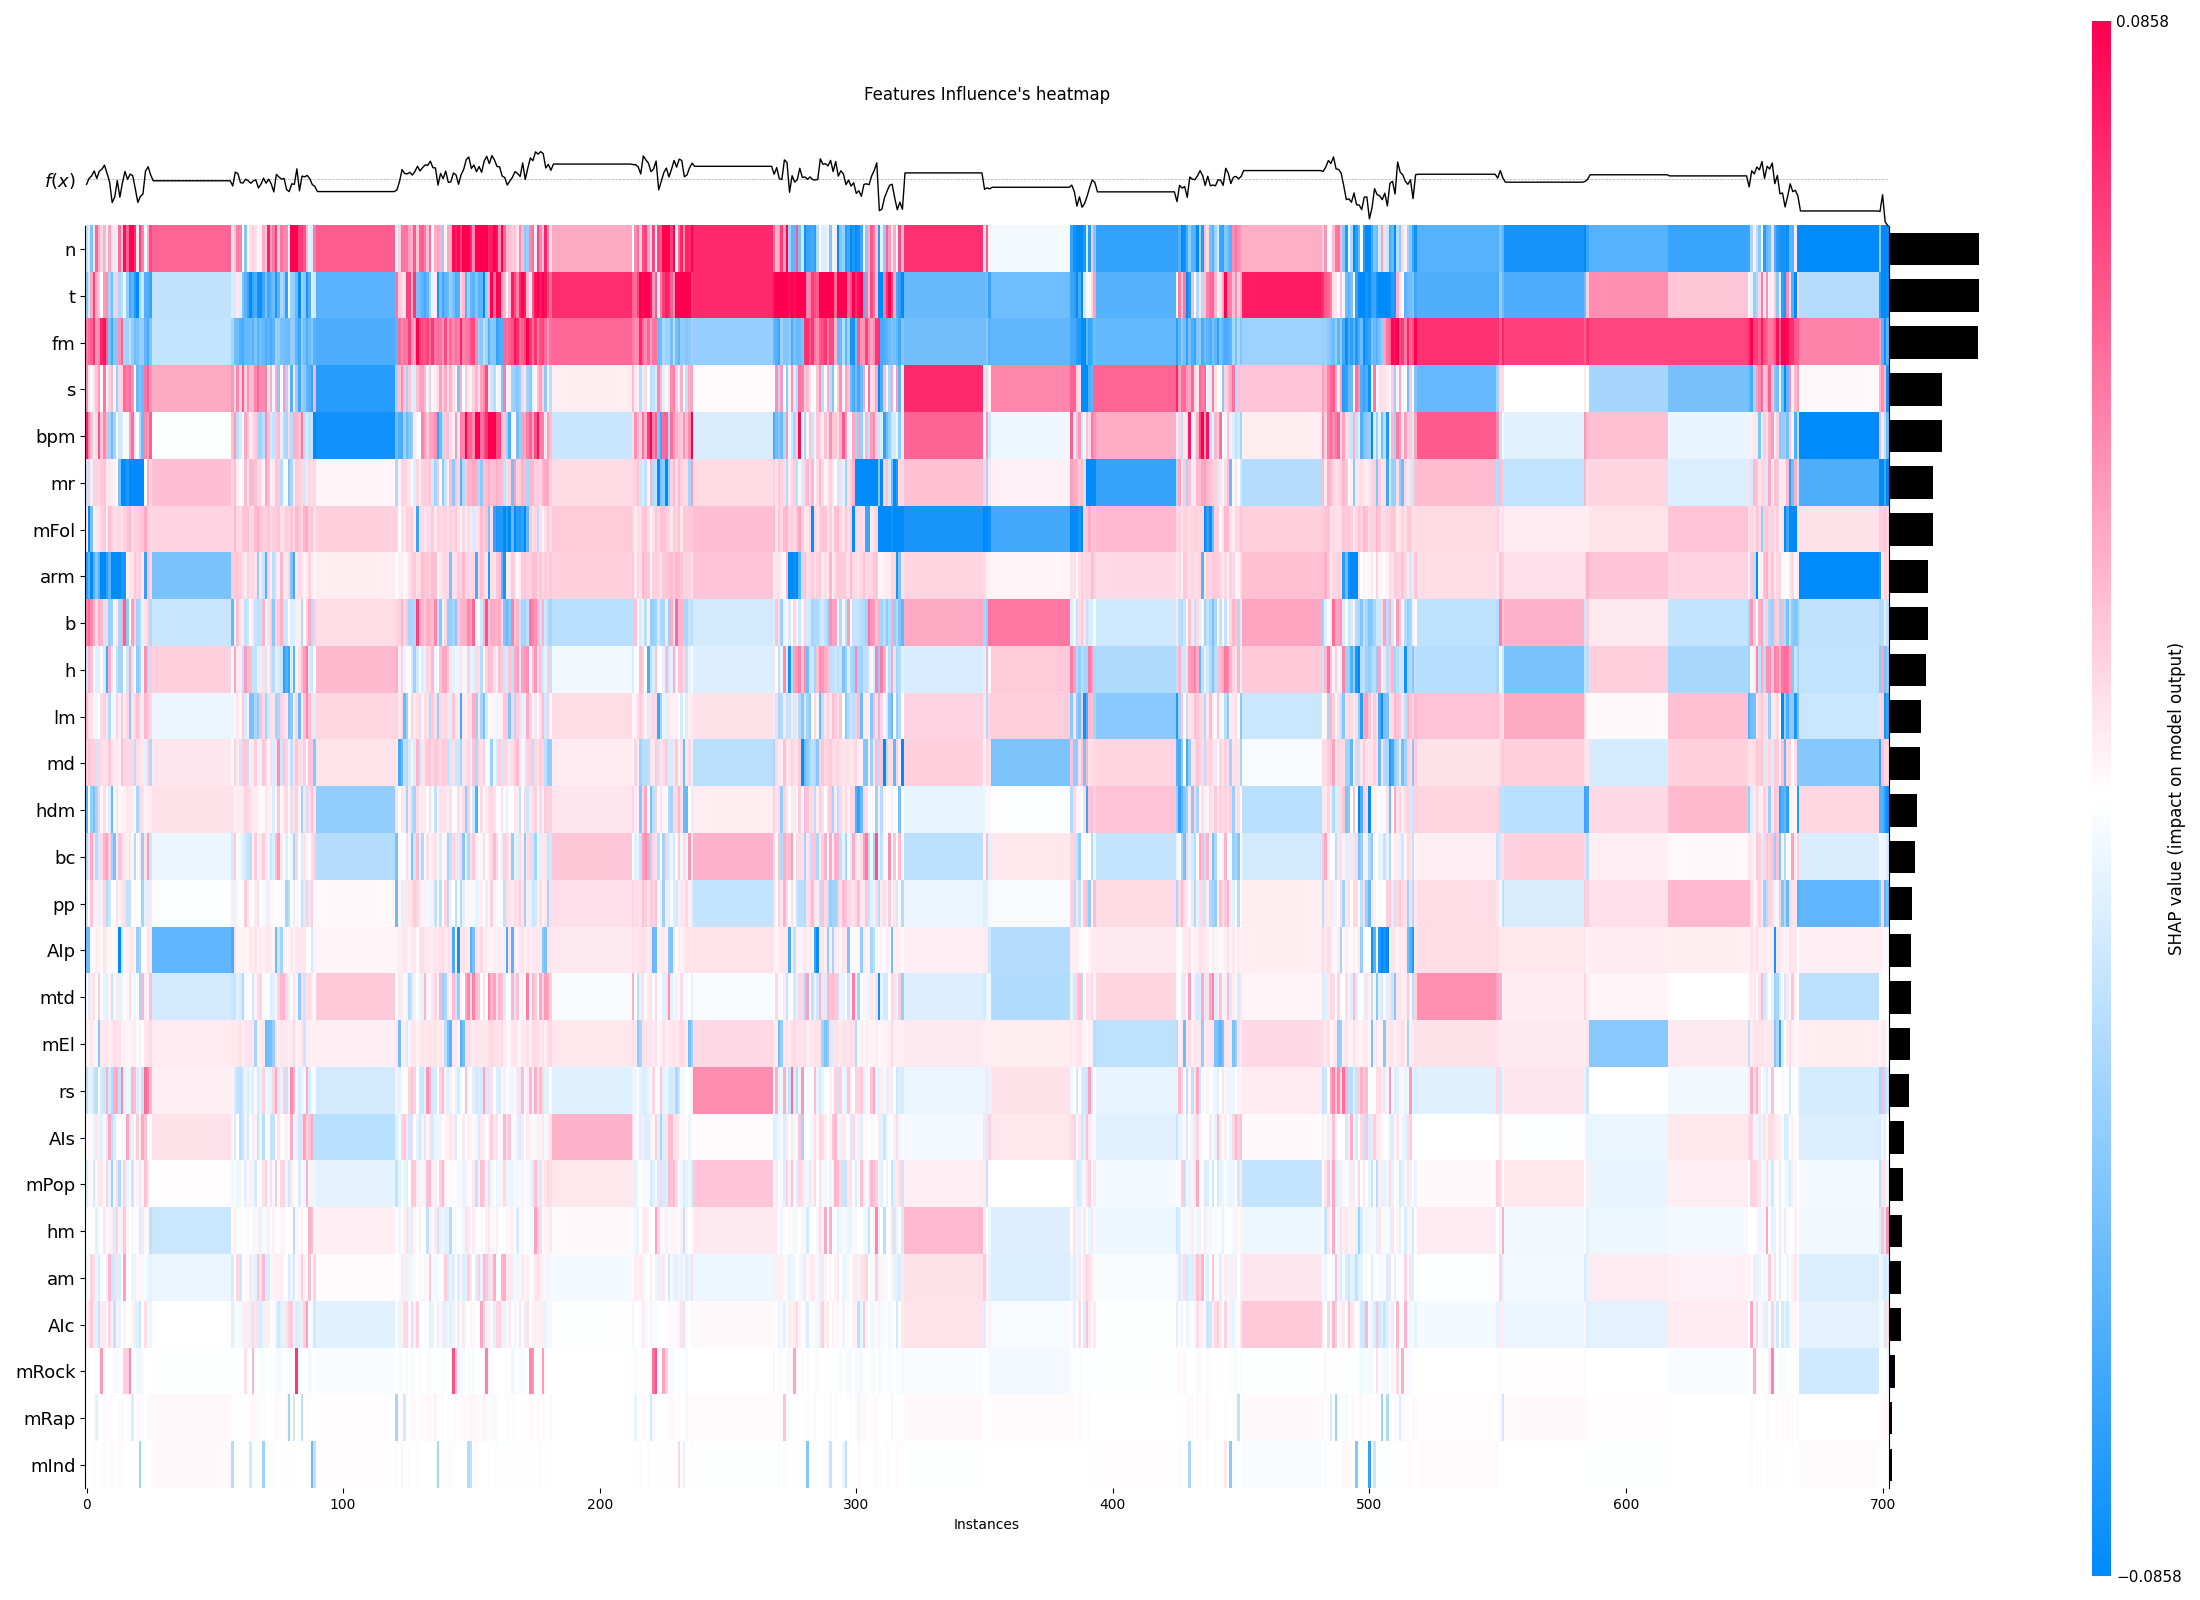 0.0858
Features Influence's heatmap
f(x)
n
t
fm
s
bpm
mr
mFol
arm
b
h
lm
md
hdm
bc
pp
AIp
mtd
mEl
rs
AIs
mPop
hm
am
AIc
mRock
mRap
mInd
0 100 200 300 400 500 600 700
Instances
SHAP value (impact on model output)
−0.0858